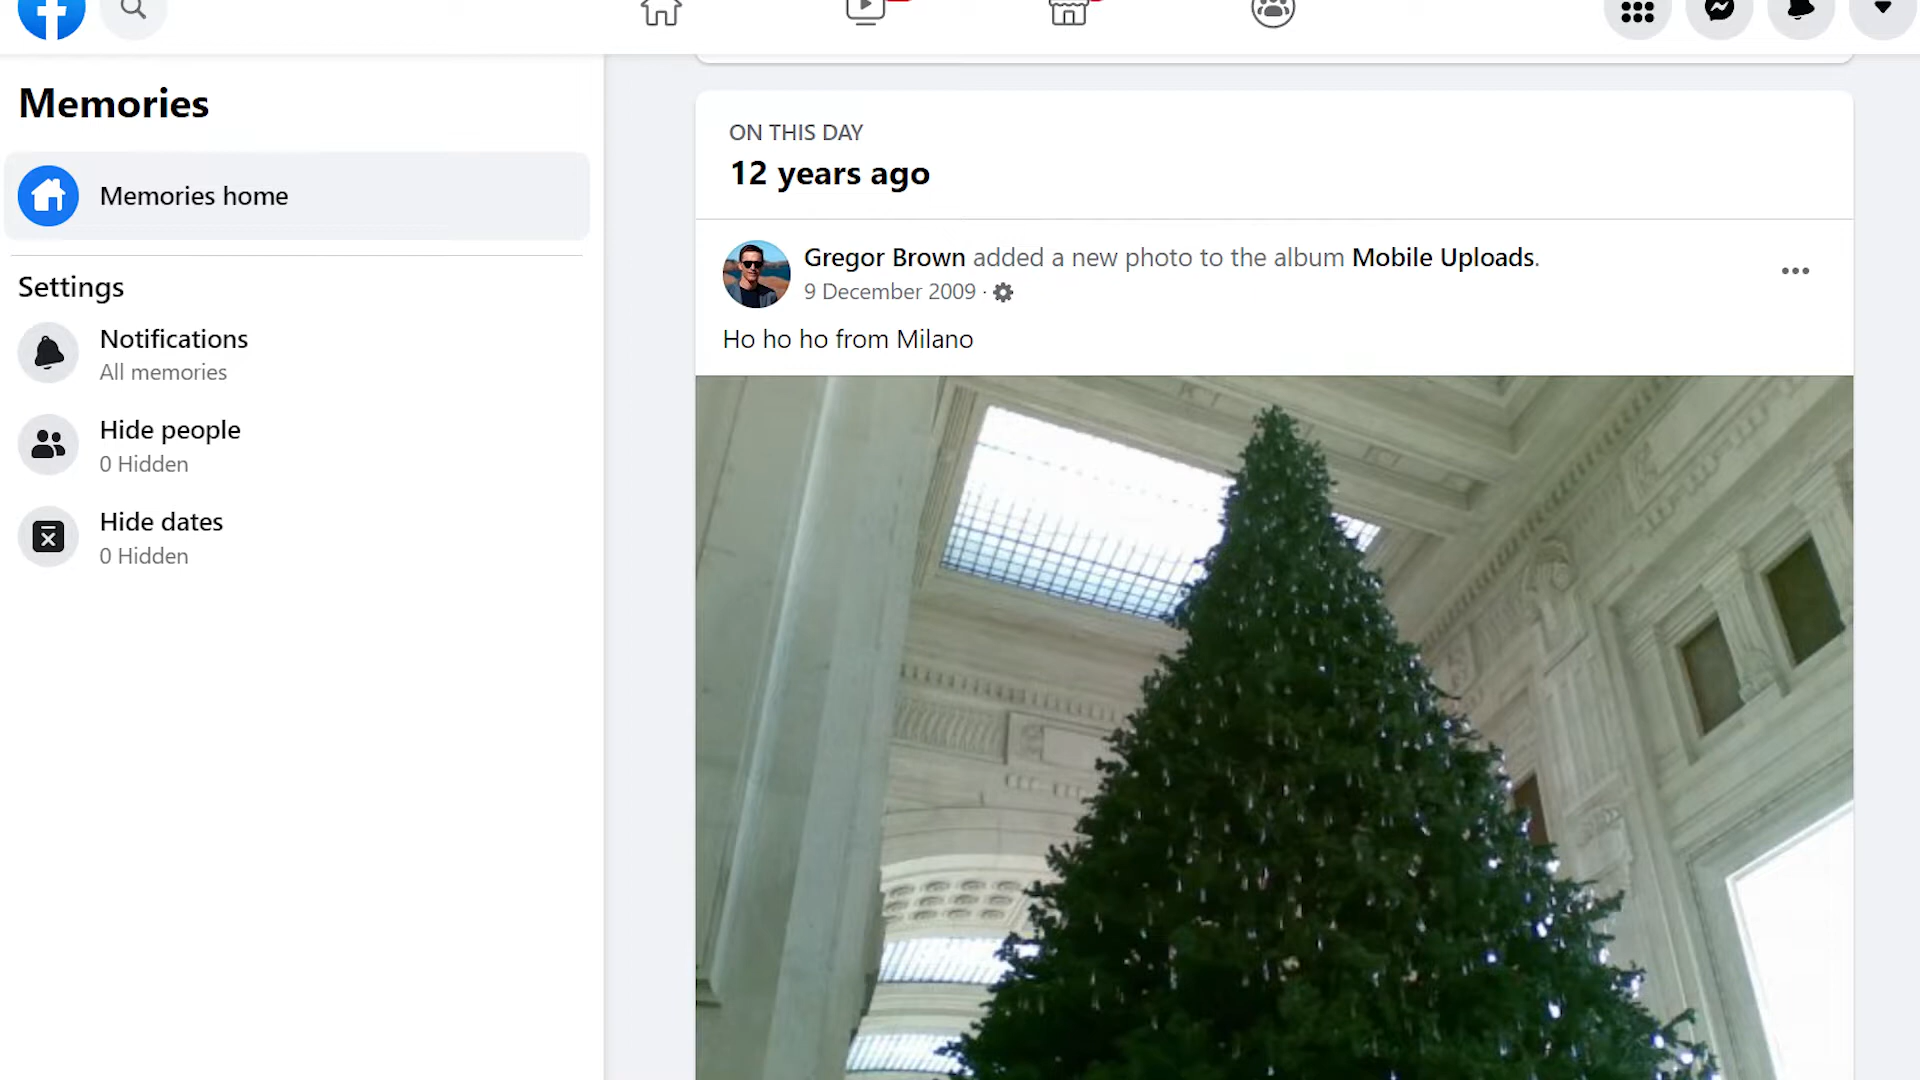 Memories
Memories home
Settings
Notifications
All memories
Hide people
0 Hidden
Hide dates
0 Hidden
ON THIS DAY
12 years ago
Gregor Brown added a new photo to the album Mobile Uploads.
9 December 2009 ·
Ho ho ho from Milano